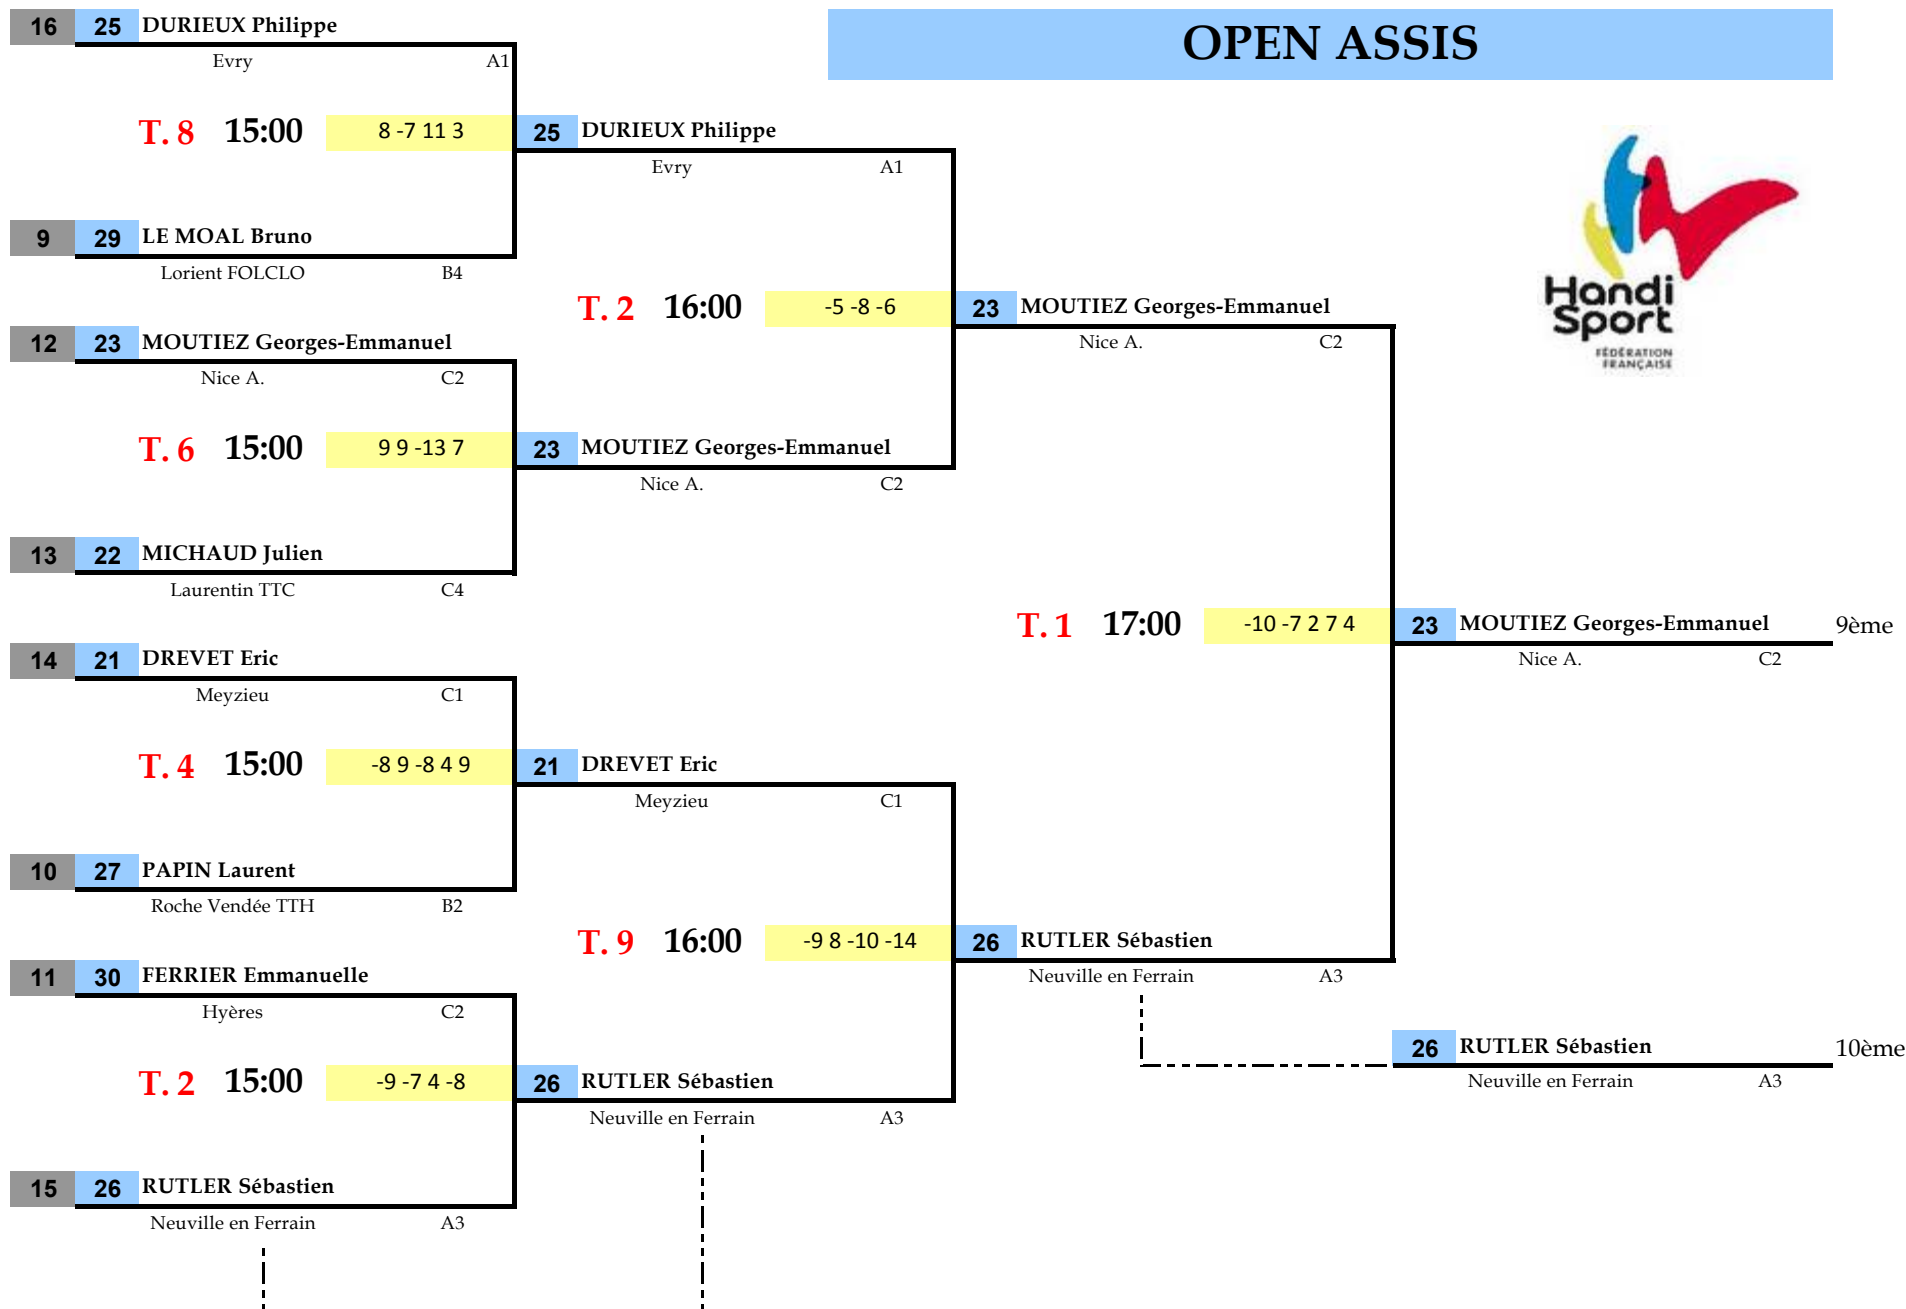 16 25 DURIEUX Philippe
OPEN ASSIS
Evry A1
T. 8 15:00 8 -7 11 3 25 DURIEUX Philippe
Evry A1
9 29 LE MOAL Bruno
Lorient FOLCLO B4
Handi
Sport
FÉDÉRATION
FRANÇAISE
T. 2 16:00 -5 -8 -6 23 MOUTIEZ Georges-Emmanuel
12 23 MOUTIEZ Georges-Emmanuel
Nice A. C2
Nice A. C2
T. 6 15:00 9 9 -13 7 23 MOUTIEZ Georges-Emmanuel
Nice A. C2
13 22 MICHAUD Julien
Laurentin TTC C4
T. 1 17:00 -10 -7 2 7 4 23 MOUTIEZ Georges-Emmanuel 9ème
Nice A. C2
14 21 DREVET Eric
Meyzieu C1
T. 4 15:00 -8 9 -8 4 9 21 DREVET Eric
Meyzieu C1
10 27 PAPIN Laurent
Roche Vendée TTH B2
T. 9 16:00 -9 8 -10 -14 26 RUTLER Sébastien
Neuville en Ferrain A3
11 30 FERRIER Emmanuelle
Hyères C2
26 RUTLER Sébastien 10ème
Neuville en Ferrain A3
T. 2 15:00 -9 -7 4 -8 26 RUTLER Sébastien
Neuville en Ferrain A3
15 26 RUTLER Sébastien
Neuville en Ferrain A3